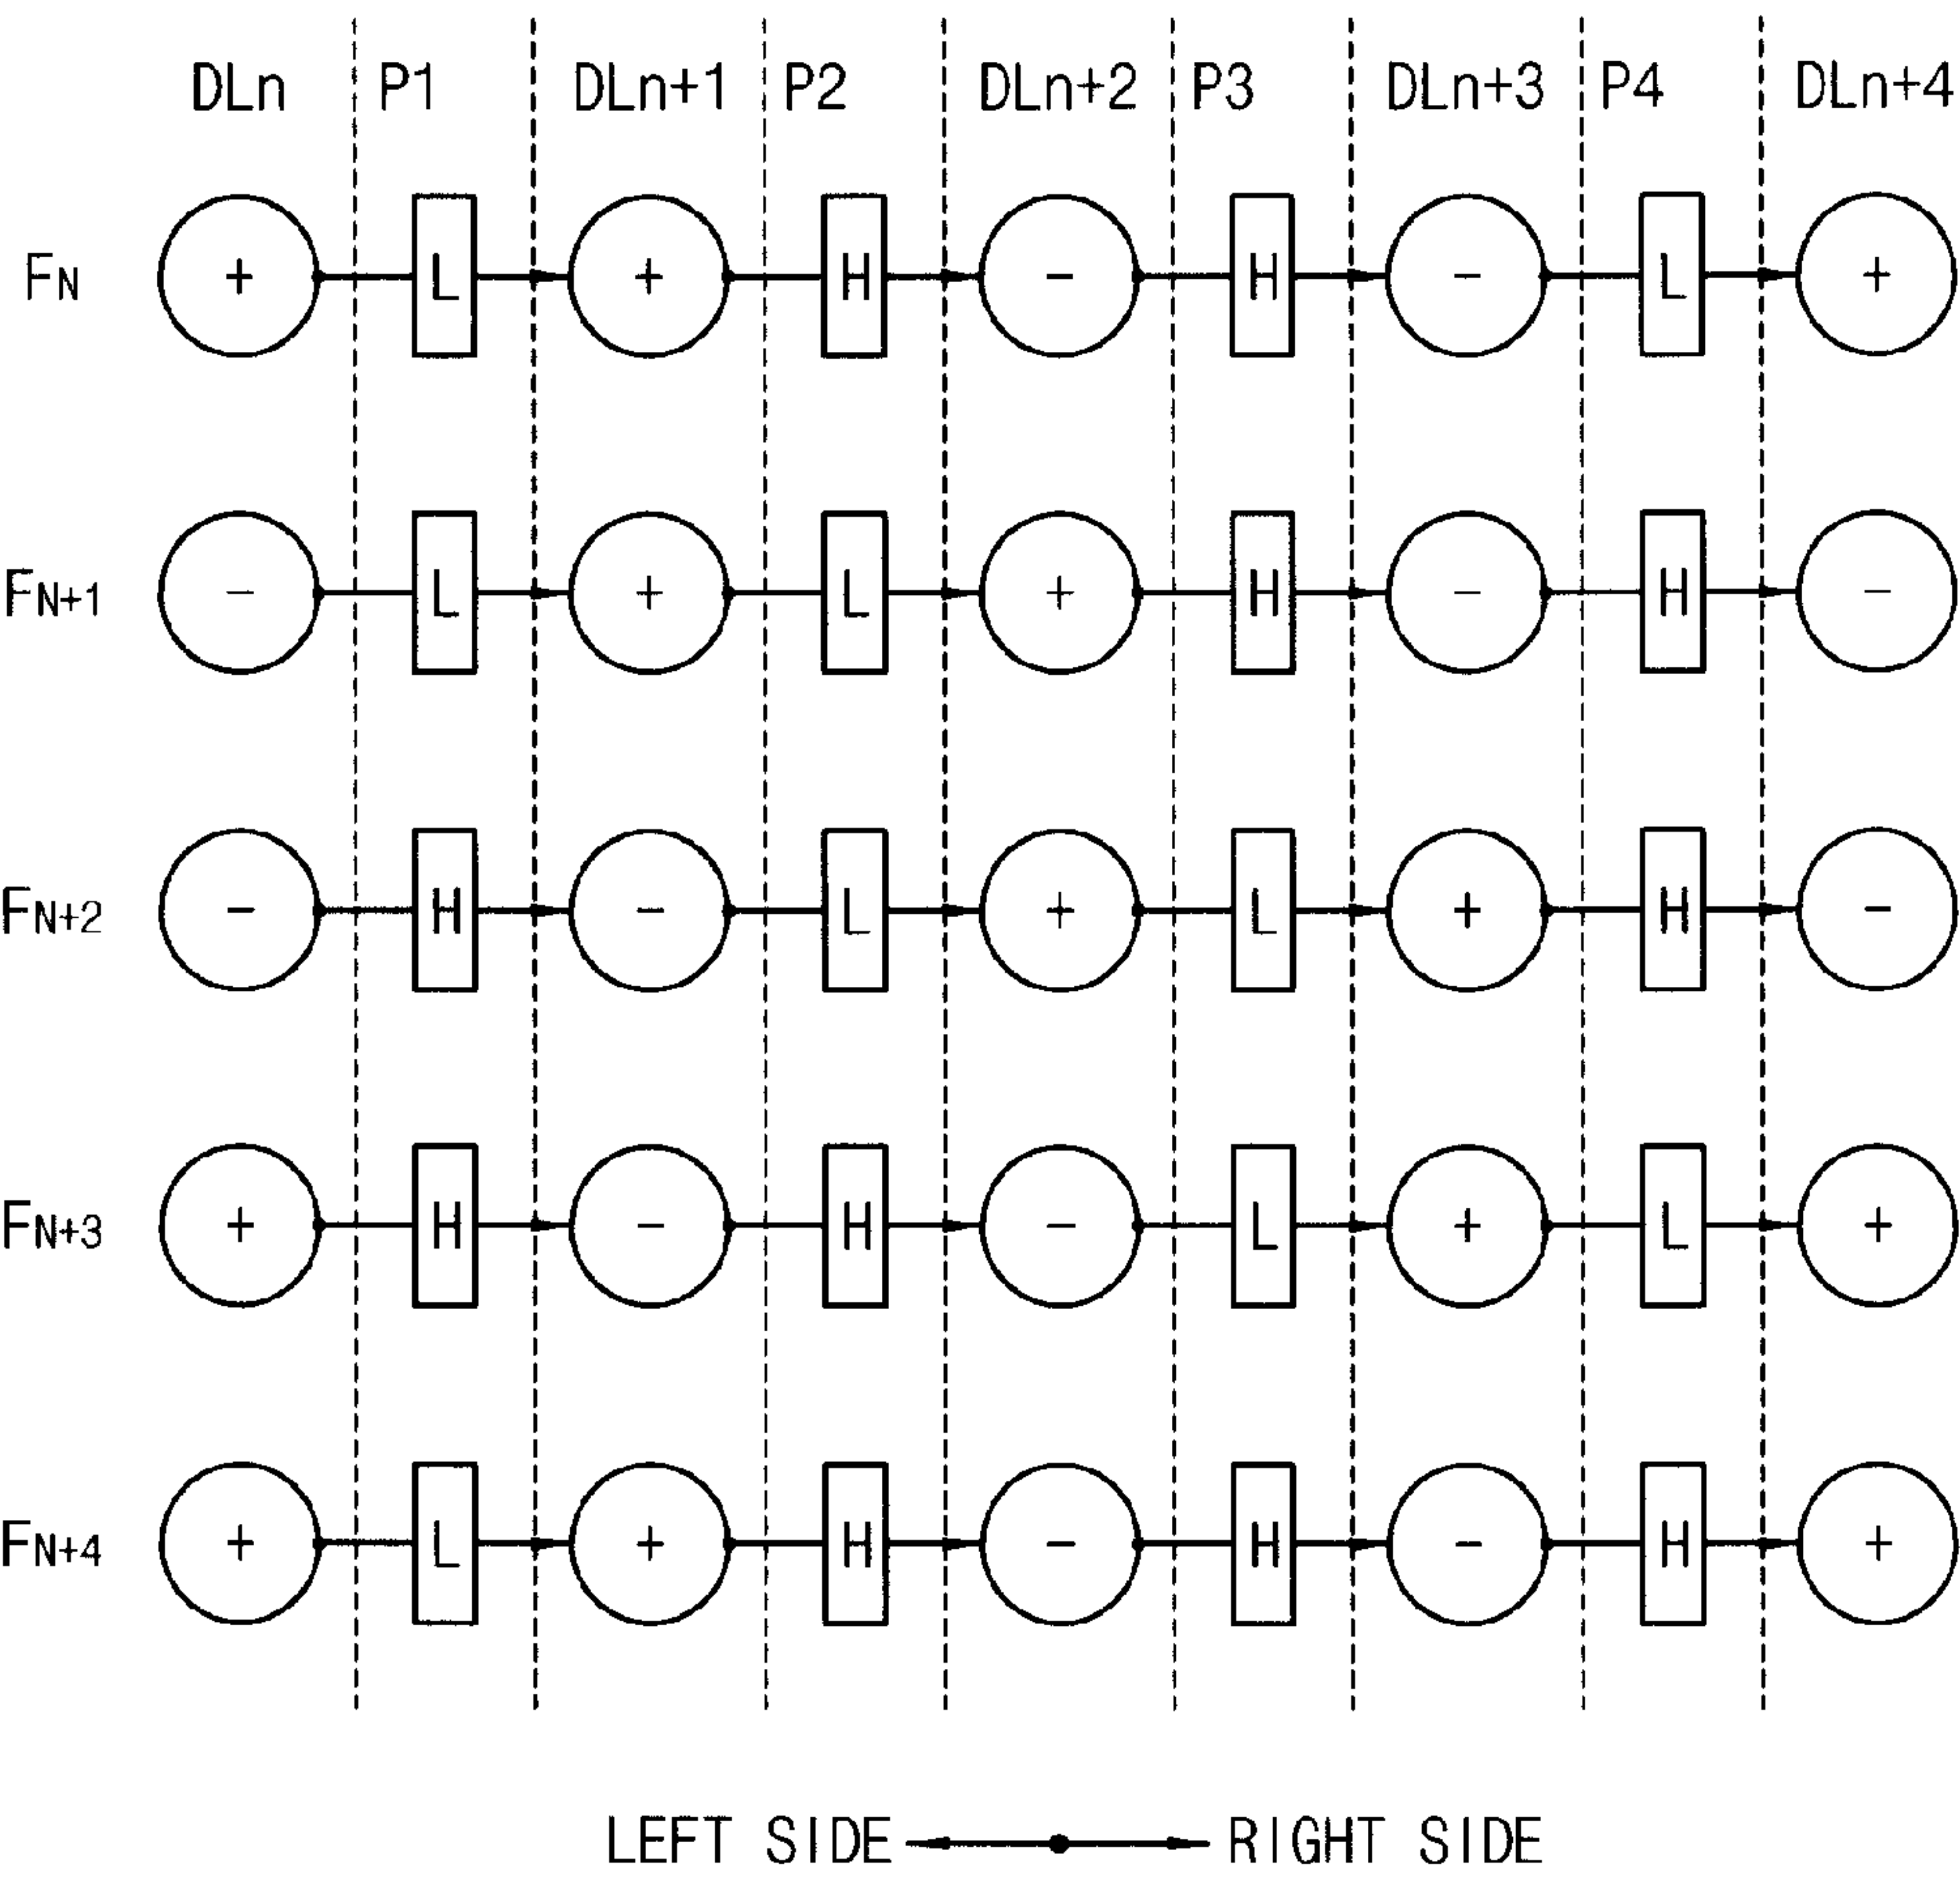 DLn P1 DLn+1 P2 DLn+2 P3 DLn+3 P4 DLn+4
FN + L + H - H - L +
FN+1 - L + L + H - H -
FN+2 - H - L + L + H -
FN+3 + H - H - L + L +
FN+4 + L + H - H - H +
LEFT SIDE RIGHT SIDE